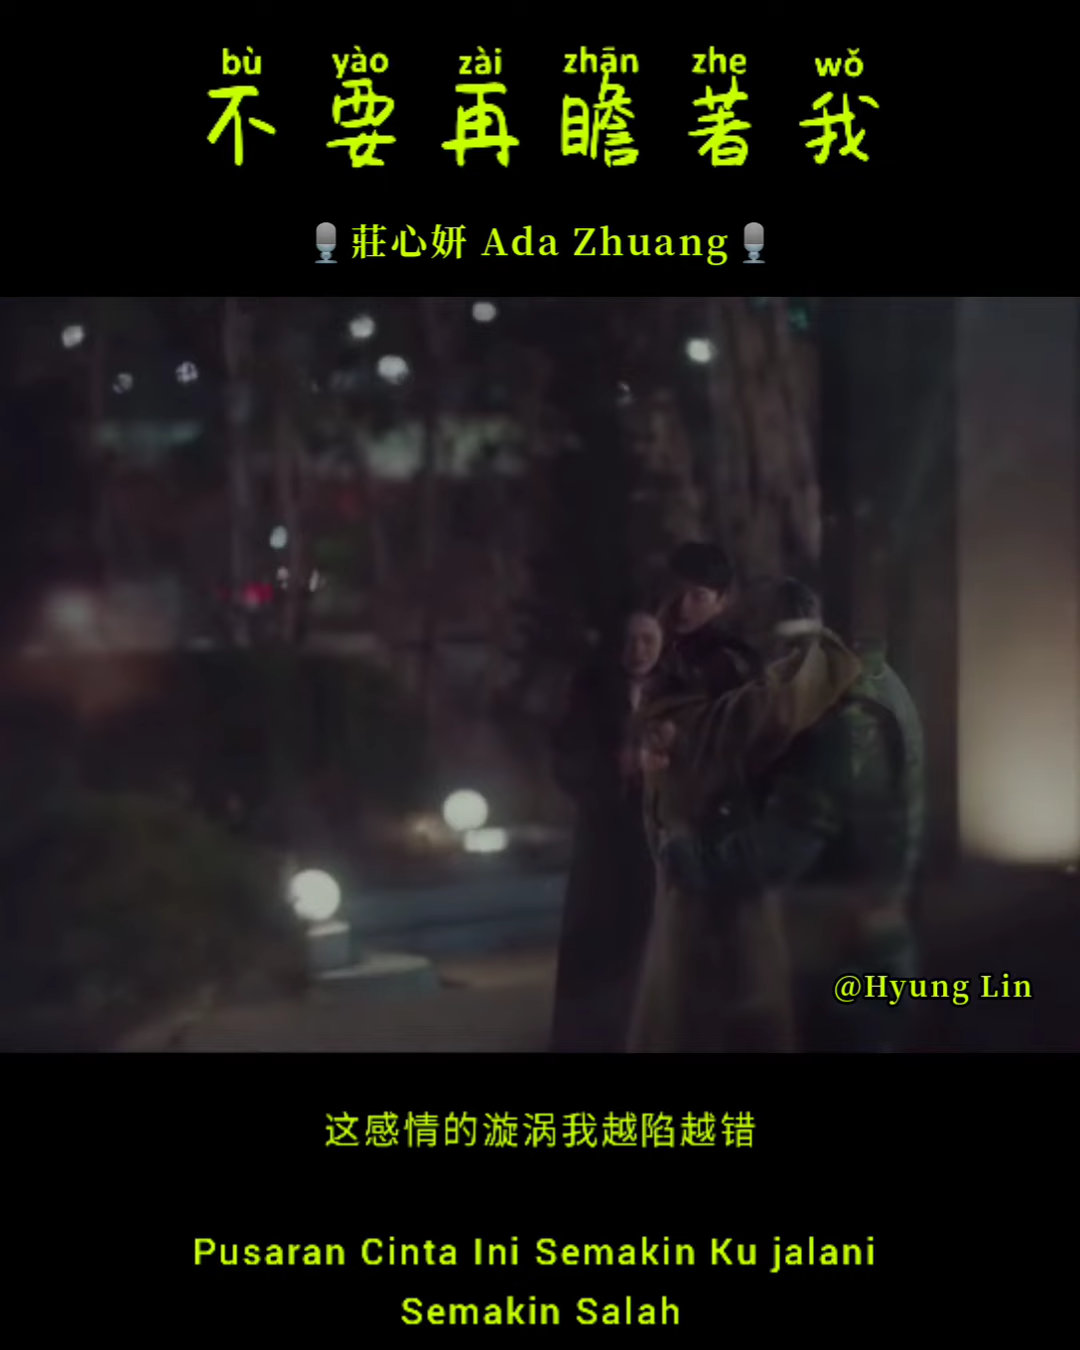 bù yào zài zhān zhe wǒ
不要再瞻著我
莊心妍 Ada Zhuang
@Hyung Lin
这感情的漩涡我越陷越错
Pusaran Cinta Ini Semakin Ku jalani
Semakin Salah